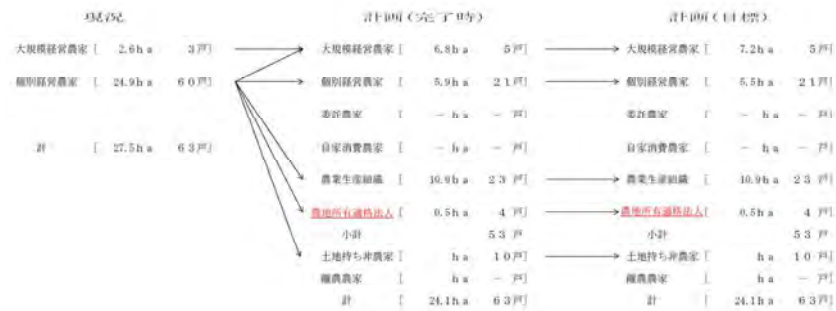 現況 計画(完了時) 計画(目標)
大規模経営農家 [ 2.6ha 3戸] 大規模経営農家 [ 6.8ha 5戸] 大規模経営農家 [ 7.2ha 5戸]
個別経営農家 [ 24.9ha 60戸] 個別経営農家 [ 5.9ha 21戸] 個別経営農家 [ 5.5ha 21戸]
委託農家 [ － ha － 戸] 委託農家 [ － ha － 戸]
計 [ 27.5ha 63戸] 自家消費農家 [ － ha － 戸] 自家消費農家 [ － ha － 戸]
農業生産組織 [ 10.9ha 23戸] 農業生産組織 [ 10.9ha 23戸]
農地所有適格法人[ 0.5ha 4戸] 農地所有適格法人[ 0.5ha 4戸]
小計 53戸 小計 53戸
土地持ち非農家 [ ha 10戸] 土地持ち非農家 [ ha 10戸]
離農農家 [ ha － 戸] 離農農家 [ ha － 戸]
計 [ 24.1ha 63戸] 計 [ 24.1ha 63戸]